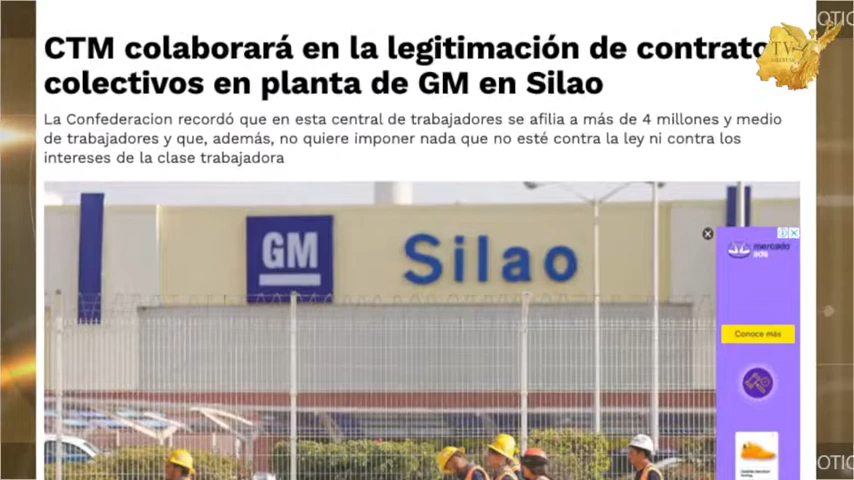 CTM colaborará en la legitimación de contrato
colectivos en planta de GM en Silao
La Confederacion recordó que en esta central de trabajadores se afilia a más de 4 millones y medio
de trabajadores y que, además, no quiere imponer nada que no esté contra la ley ni contra los
intereses de la clase trabajadora
GM
Silao
mercado
ads
Conoce más
TV
OTIC
OTIC